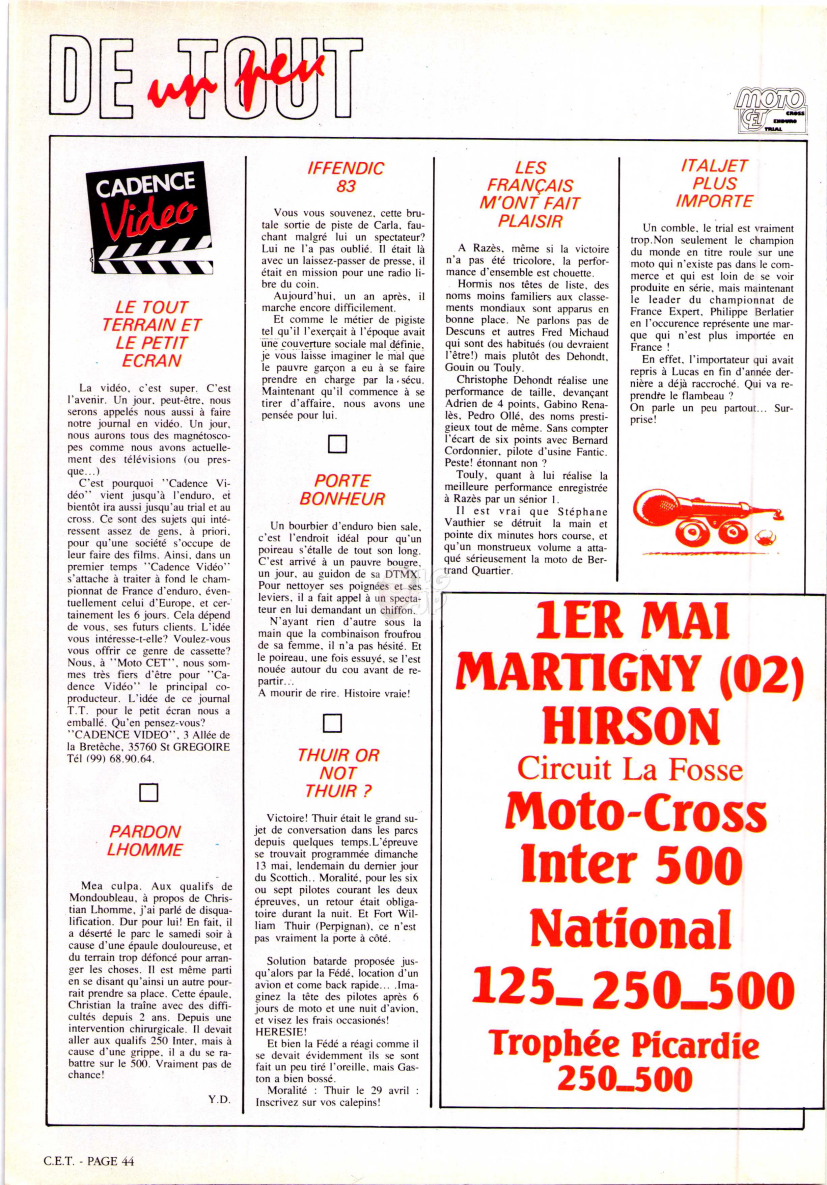 DE TOUT
un peu
MOTO
CET
CROSS
ENDURO
TRIAL
CADENCE
Video
LE TOUT
TERRAIN ET
LE PETIT
ECRAN
La vidéo, c'est super. C'est
l'avenir. Un jour, peut-être, nous
serons appelés nous aussi à faire
notre journal en vidéo. Un jour,
nous aurons tous des magnétosco-
pes comme nous avons actuelle-
ment des télévisions (ou pres-
que...)
C'est pourquoi "Cadence Vi-
déo" vient jusqu'à l'enduro, et
bientôt ira aussi jusqu'au trial et au
cross. Ce sont des sujets qui inté-
ressent assez de gens, à priori,
pour qu'une société s'occupe de
leur faire des films. Ainsi, dans un
premier temps "Cadence Vidéo"
s'attache à traiter à fond le cham-
pionnat de France d'enduro, éven-
tuellement celui d'Europe, et cer-
tainement les 6 jours. Cela dépend
de vous, ses futurs clients. L'idée
vous intéresse-t-elle? Voulez-vous
vous offrir ce genre de cassette?
Nous, à "Moto CET", nous som-
mes très fiers d'être pour "Ca-
dence Vidéo" le principal co-
producteur. L'idée de ce journal
T.T. pour le petit écran nous a
emballé. Qu'en pensez-vous?
"CADENCE VIDEO", 3 Allée de
la Bretêche, 35760 St GREGOIRE
Tél (99) 68.90.64.
PARDON
LHOMME
Mea culpa. Aux qualifs de
Mondoubleau, à propos de Chris-
tian Lhomme, j'ai parlé de disqua-
lification. Dur pour lui! En fait, il
a déserté le parc le samedi soir à
cause d'une épaule douloureuse, et
du terrain trop défoncé pour arran-
ger les choses. Il est même parti
en se disant qu'ainsi un autre pour-
rait prendre sa place. Cette épaule,
Christian la traîne avec des diffi-
cultés depuis 2 ans. Depuis une
intervention chirurgicale. Il devait
aller aux qualifs 250 Inter, mais à
cause d'une grippe, il a du se ra-
battre sur le 500. Vraiment pas de
chance!
Y.D.
IFFENDIC
83
Vous vous souvenez, cette bru-
tale sortie de piste de Carla, fau-
chant malgré lui un spectateur?
Lui ne l'a pas oublié. Il était là
avec un laissez-passer de presse, il
était en mission pour une radio li-
bre du coin.
Aujourd'hui, un an après, il
marche encore difficilement.
Et comme le métier de pigiste
tel qu'il l'exerçait à l'époque avait
une couverture sociale mal définie,
je vous laisse imaginer le mal que
le pauvre garçon a eu à se faire
prendre en charge par la sécu.
Maintenant qu'il commence à se
tirer d'affaire, nous avons une
pensée pour lui.
PORTE
BONHEUR
Un bourbier d'enduro bien sale,
c'est l'endroit idéal pour qu'un
poireau s'étalle de tout son long.
C'est arrivé à un pauvre bougre,
un jour, au guidon de sa DTMX.
Pour nettoyer ses poignées et ses
leviers, il a fait appel à un specta-
teur en lui demandant un chiffon.
N'ayant rien d'autre sous la
main que la combinaison froufrou
de sa femme, il n'a pas hésité. Et
le poireau, une fois essuyé, se l'est
nouée autour du cou avant de re-
partir...
A mourir de rire. Histoire vraie!
THUIR OR
NOT
THUIR ?
Victoire! Thuir était le grand su-
jet de conversation dans les parcs
depuis quelques temps.L'épreuve
se trouvait programmée dimanche
13 mai, lendemain du dernier jour
du Scottich.. Moralité, pour les six
ou sept pilotes courant les deux
épreuves, un retour était obliga-
toire durant la nuit. Et Fort Wil-
liam Thuir (Perpignan), ce n'est
pas vraiment la porte à côté.
Solution batarde proposée jus-
qu'alors par la Fédé, location d'un
avion et come back rapide... .Ima-
ginez la tête des pilotes après 6
jours de moto et une nuit d'avion,
et visez les frais occasionés!
HERESIE!
Et bien la Fédé a réagi comme il
se devait évidemment ils se sont
fait un peu tiré l'oreille, mais Gas-
ton a bien bossé.
Moralité : Thuir le 29 avril :
Inscrivez sur vos calepins!
LES
FRANÇAIS
M'ONT FAIT
PLAISIR
A Razès, même si la victoire
n'a pas été tricolore, la perfor-
mance d'ensemble est chouette.
Hormis nos têtes de liste, des
noms moins familiers aux classe-
ments mondiaux sont apparus en
bonne place. Ne parlons pas de
Descuns et autres Fred Michaud
qui sont des habitués (ou devraient
l'être!) mais plutôt des Dehondt,
Gouin ou Touly.
Christophe Dehondt réalise une
performance de taille, devançant
Adrien de 4 points, Gabino Rena-
lès, Pedro Ollé, des noms presti-
gieux tout de même. Sans compter
l'écart de six points avec Bernard
Cordonnier, pilote d'usine Fantic.
Peste! étonnant non ?
Touly, quant à lui réalise la
meilleure performance enregistrée
à Razès par un sénior 1.
Il est vrai que Stéphane
Vauthier se détruit la main et
pointe dix minutes hors course, et
qu'un monstrueux volume a atta-
qué sérieusement la moto de Ber-
trand Quartier.
ITALJET
PLUS
IMPORTE
Un comble, le trial est vraiment
trop.Non seulement le champion
du monde en titre roule sur une
moto qui n'existe pas dans le com-
merce et qui est loin de se voir
produite en série, mais maintenant
le leader du championnat de
France Expert, Philippe Berlatier
en l'occurence représente une mar-
que qui n'est plus importée en
France !
En effet, l'importateur qui avait
repris à Lucas en fin d'année der-
nière a déjà raccroché. Qui va re-
prendre le flambeau ?
On parle un peu partout... Sur-
prise!
1ER MAI
MARTIGNY (02)
HIRSON
Circuit La Fosse
Moto-Cross
Inter 500
National
125_ 250_500
Trophée Picardie
250_500
C.E.T. - PAGE 44